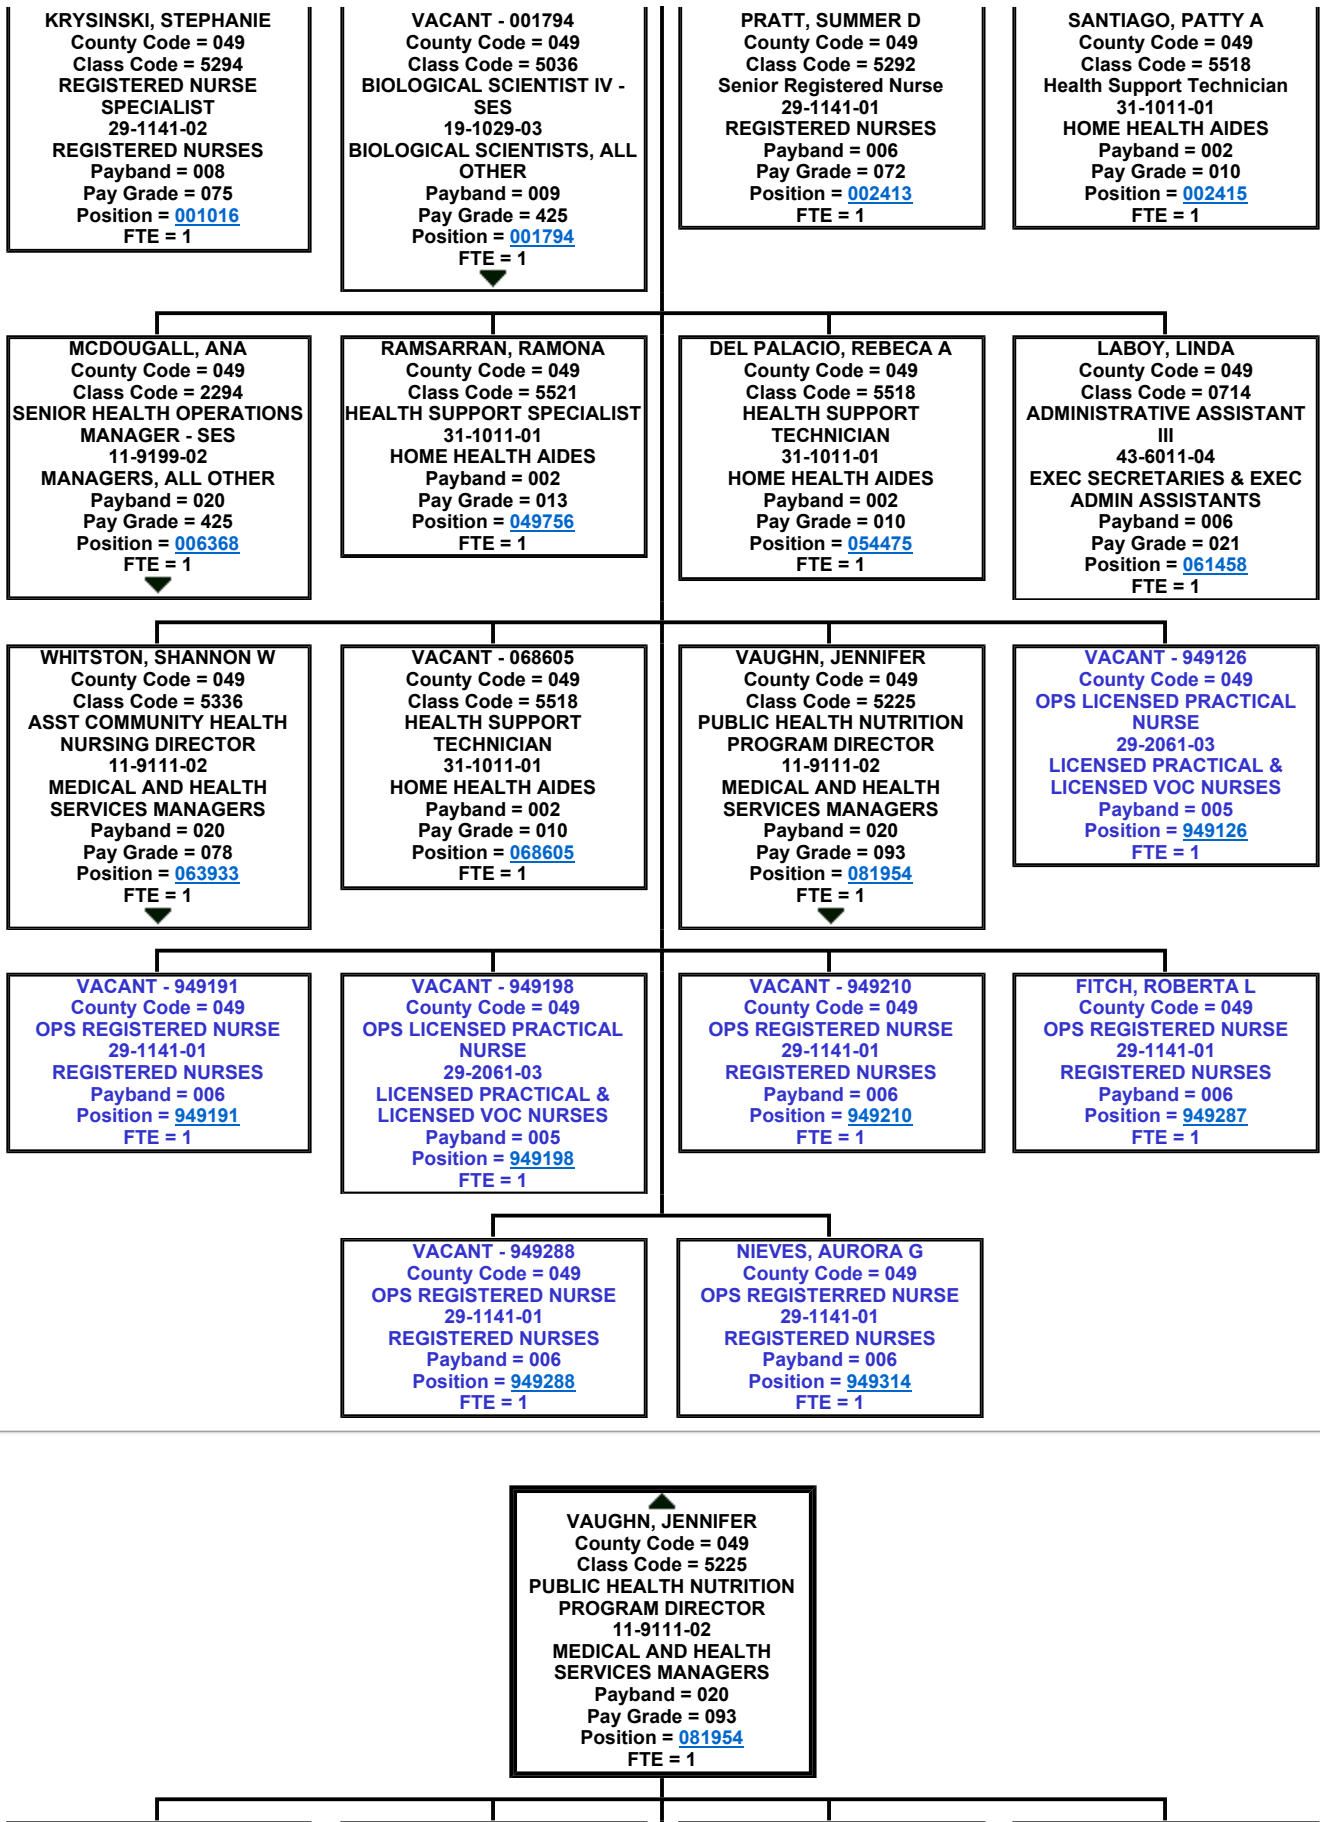 KRYSINSKI, STEPHANIE
County Code = 049
Class Code = 5294
REGISTERED NURSE
SPECIALIST
29-1141-02
REGISTERED NURSES
Payband = 008
Pay Grade = 075
Position = 001016
FTE = 1
VACANT - 001794
County Code = 049
Class Code = 5036
BIOLOGICAL SCIENTIST IV -
SES
19-1029-03
BIOLOGICAL SCIENTISTS, ALL
OTHER
Payband = 009
Pay Grade = 425
Position = 001794
FTE = 1
PRATT, SUMMER D
County Code = 049
Class Code = 5292
Senior Registered Nurse
29-1141-01
REGISTERED NURSES
Payband = 006
Pay Grade = 072
Position = 002413
FTE = 1
SANTIAGO, PATTY A
County Code = 049
Class Code = 5518
Health Support Technician
31-1011-01
HOME HEALTH AIDES
Payband = 002
Pay Grade = 010
Position = 002415
FTE = 1
MCDOUGALL, ANA
County Code = 049
Class Code = 2294
SENIOR HEALTH OPERATIONS
MANAGER - SES
11-9199-02
MANAGERS, ALL OTHER
Payband = 020
Pay Grade = 425
Position = 006368
FTE = 1
RAMSARRAN, RAMONA
County Code = 049
Class Code = 5521
HEALTH SUPPORT SPECIALIST
31-1011-01
HOME HEALTH AIDES
Payband = 002
Pay Grade = 013
Position = 049756
FTE = 1
DEL PALACIO, REBECA A
County Code = 049
Class Code = 5518
HEALTH SUPPORT
TECHNICIAN
31-1011-01
HOME HEALTH AIDES
Payband = 002
Pay Grade = 010
Position = 054475
FTE = 1
LABOY, LINDA
County Code = 049
Class Code = 0714
ADMINISTRATIVE ASSISTANT
III
43-6011-04
EXEC SECRETARIES & EXEC
ADMIN ASSISTANTS
Payband = 006
Pay Grade = 021
Position = 061458
FTE = 1
WHITSTON, SHANNON W
County Code = 049
Class Code = 5336
ASST COMMUNITY HEALTH
NURSING DIRECTOR
11-9111-02
MEDICAL AND HEALTH
SERVICES MANAGERS
Payband = 020
Pay Grade = 078
Position = 063933
FTE = 1
VACANT - 068605
County Code = 049
Class Code = 5518
HEALTH SUPPORT
TECHNICIAN
31-1011-01
HOME HEALTH AIDES
Payband = 002
Pay Grade = 010
Position = 068605
FTE = 1
VAUGHN, JENNIFER
County Code = 049
Class Code = 5225
PUBLIC HEALTH NUTRITION
PROGRAM DIRECTOR
11-9111-02
MEDICAL AND HEALTH
SERVICES MANAGERS
Payband = 020
Pay Grade = 093
Position = 081954
FTE = 1
VACANT - 949126
County Code = 049
OPS LICENSED PRACTICAL
NURSE
29-2061-03
LICENSED PRACTICAL &
LICENSED VOC NURSES
Payband = 005
Position = 949126
FTE = 1
VACANT - 949191
County Code = 049
OPS REGISTERED NURSE
29-1141-01
REGISTERED NURSES
Payband = 006
Position = 949191
FTE = 1
VACANT - 949198
County Code = 049
OPS LICENSED PRACTICAL
NURSE
29-2061-03
LICENSED PRACTICAL &
LICENSED VOC NURSES
Payband = 005
Position = 949198
FTE = 1
VACANT - 949210
County Code = 049
OPS REGISTERED NURSE
29-1141-01
REGISTERED NURSES
Payband = 006
Position = 949210
FTE = 1
FITCH, ROBERTA L
County Code = 049
OPS REGISTERED NURSE
29-1141-01
REGISTERED NURSES
Payband = 006
Position = 949287
FTE = 1
VACANT - 949288
County Code = 049
OPS REGISTERED NURSE
29-1141-01
REGISTERED NURSES
Payband = 006
Position = 949288
FTE = 1
NIEVES, AURORA G
County Code = 049
OPS REGISTERRED NURSE
29-1141-01
REGISTERED NURSES
Payband = 006
Position = 949314
FTE = 1
VAUGHN, JENNIFER
County Code = 049
Class Code = 5225
PUBLIC HEALTH NUTRITION
PROGRAM DIRECTOR
11-9111-02
MEDICAL AND HEALTH
SERVICES MANAGERS
Payband = 020
Pay Grade = 093
Position = 081954
FTE = 1